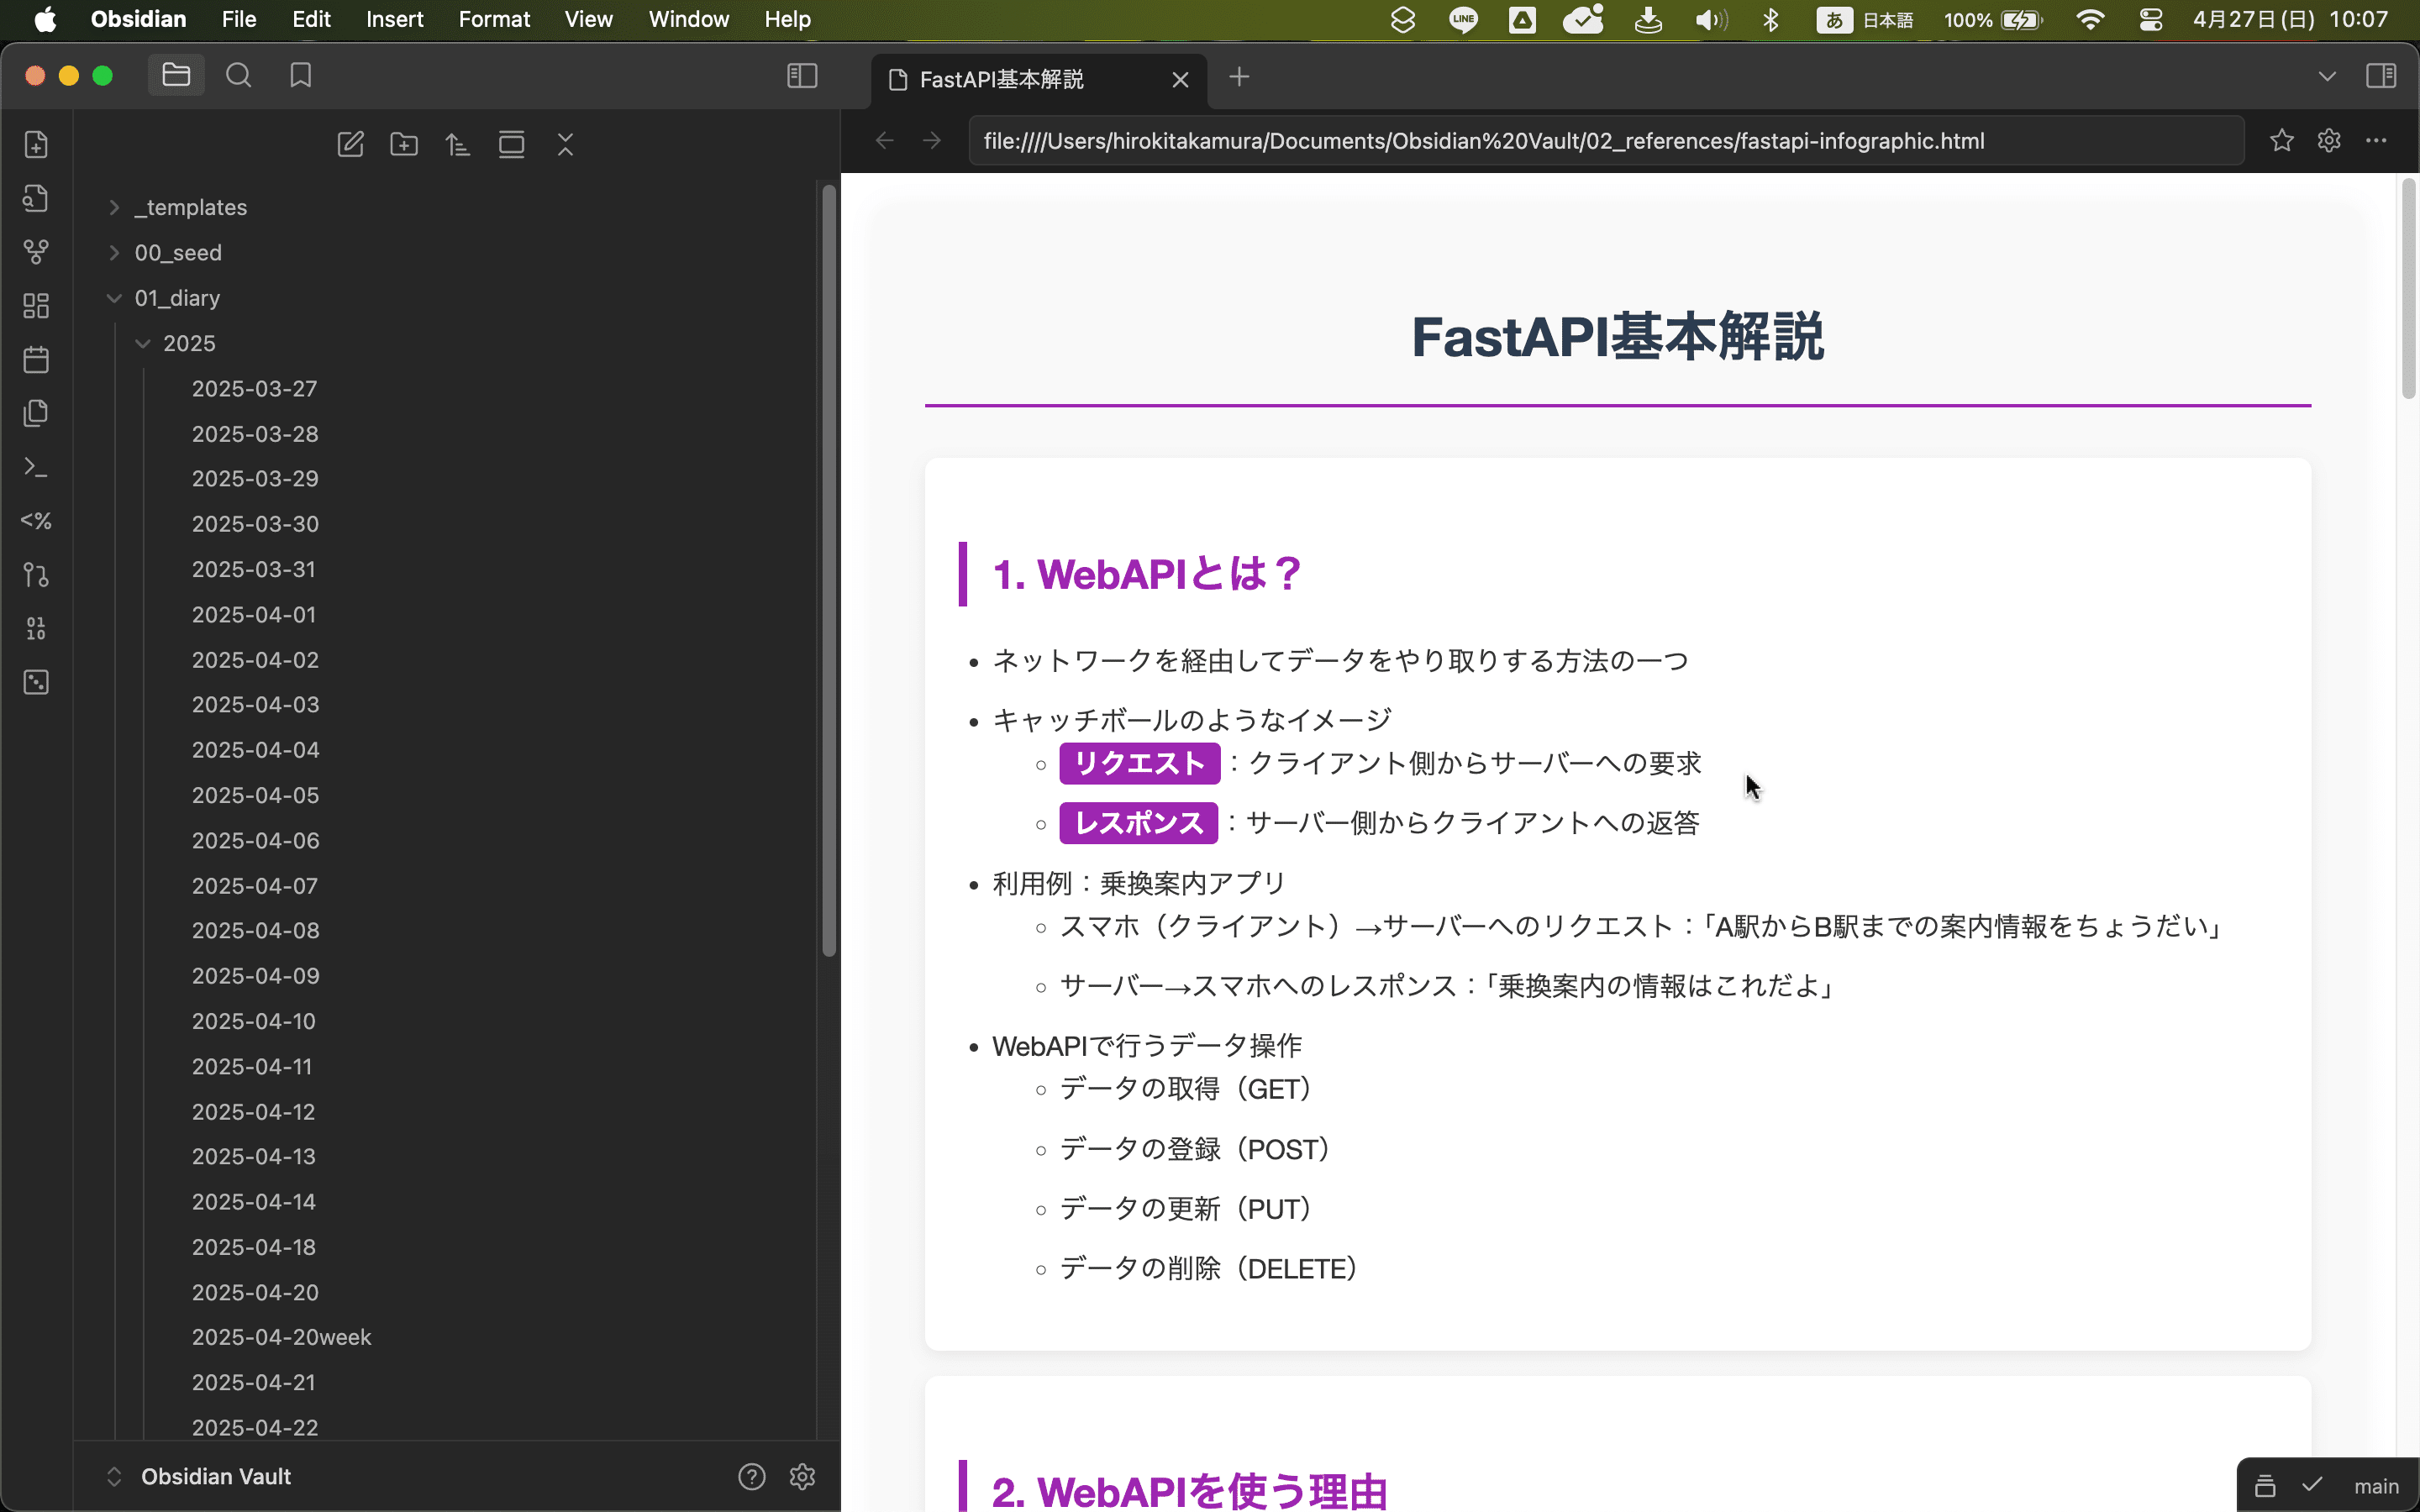 Obsidian File Edit Insert Format View Window Help LINE あ 日本語 100% 4月27日(日) 10:07
FastAPI基本解説
file:////Users/hirokitakamura/Documents/Obsidian%20Vault/02_references/fastapi-infographic.html
_templates
00_seed
01_diary
2025
2025-03-27
2025-03-28
2025-03-29
2025-03-30
2025-03-31
2025-04-01
2025-04-02
2025-04-03
2025-04-04
2025-04-05
2025-04-06
2025-04-07
2025-04-08
2025-04-09
2025-04-10
2025-04-11
2025-04-12
2025-04-13
2025-04-14
2025-04-18
2025-04-20
2025-04-20week
2025-04-21
2025-04-22
Obsidian Vault
<%
01
10
FastAPI基本解説
1. WebAPIとは？
ネットワークを経由してデータをやり取りする方法の一つ
キャッチボールのようなイメージ
リクエスト：クライアント側からサーバーへの要求
レスポンス：サーバー側からクライアントへの返答
利用例：乗換案内アプリ
スマホ（クライアント）→サーバーへのリクエスト：「A駅からB駅までの案内情報をちょうだい」
サーバー→スマホへのレスポンス：「乗換案内の情報はこれだよ」
WebAPIで行うデータ操作
データの取得（GET）
データの登録（POST）
データの更新（PUT）
データの削除（DELETE）
2. WebAPIを使う理由
main